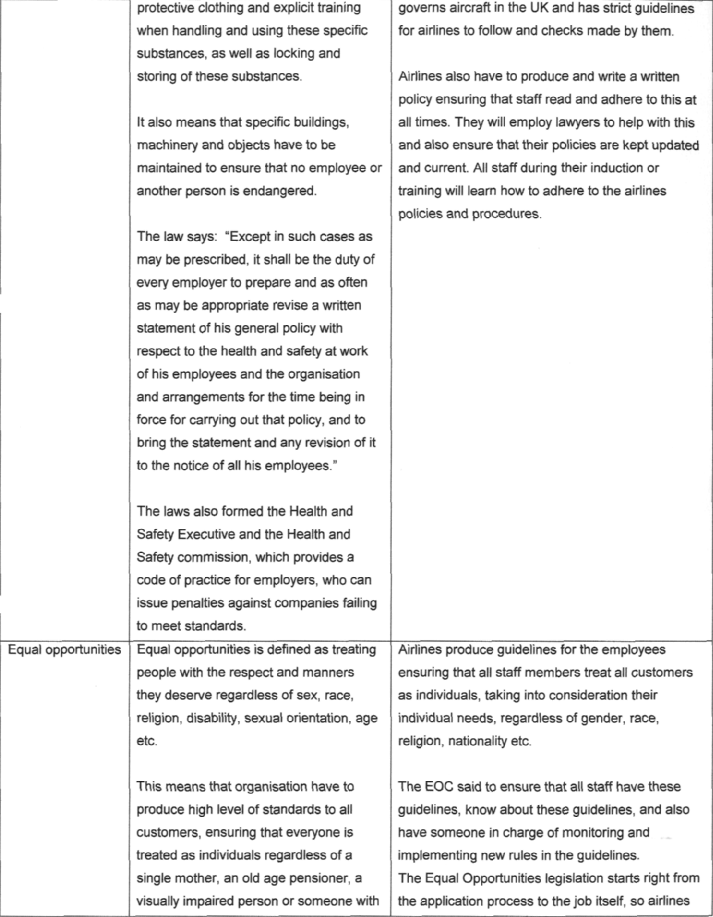 protective clothing and explicit training
when handling and using these specific
substances, as well as locking and
storing of these substances.
It also means that specific buildings,
machinery and objects have to be
maintained to ensure that no employee or
another person is endangered.
The law says: “Except in such cases as
may be prescribed, it shall be the duty of
every employer to prepare and as often
as may be appropriate revise a written
statement of his general policy with
respect to the health and safety at work
of his employees and the organisation
and arrangements for the time being in
force for carrying out that policy, and to
bring the statement and any revision of it
to the notice of all his employees.”
The laws also formed the Health and
Safety Executive and the Health and
Safety commission, which provides a
code of practice for employers, who can
issue penalties against companies failing
to meet standards.
governs aircraft in the UK and has strict guidelines
for airlines to follow and checks made by them.
Airlines also have to produce and write a written
policy ensuring that staff read and adhere to this at
all times. They will employ lawyers to help with this
and also ensure that their policies are kept updated
and current. All staff during their induction or
training will learn how to adhere to the airlines
policies and procedures.
Equal opportunities
Equal opportunities is defined as treating
people with the respect and manners
they deserve regardless of sex, race,
religion, disability, sexual orientation, age
etc.
This means that organisation have to
produce high level of standards to all
customers, ensuring that everyone is
treated as individuals regardless of a
single mother, an old age pensioner, a
visually impaired person or someone with
Airlines produce guidelines for the employees
ensuring that all staff members treat all customers
as individuals, taking into consideration their
individual needs, regardless of gender, race,
religion, nationality etc.
The EOC said to ensure that all staff have these
guidelines, know about these guidelines, and also
have someone in charge of monitoring and
implementing new rules in the guidelines.
The Equal Opportunities legislation starts right from
the application process to the job itself, so airlines